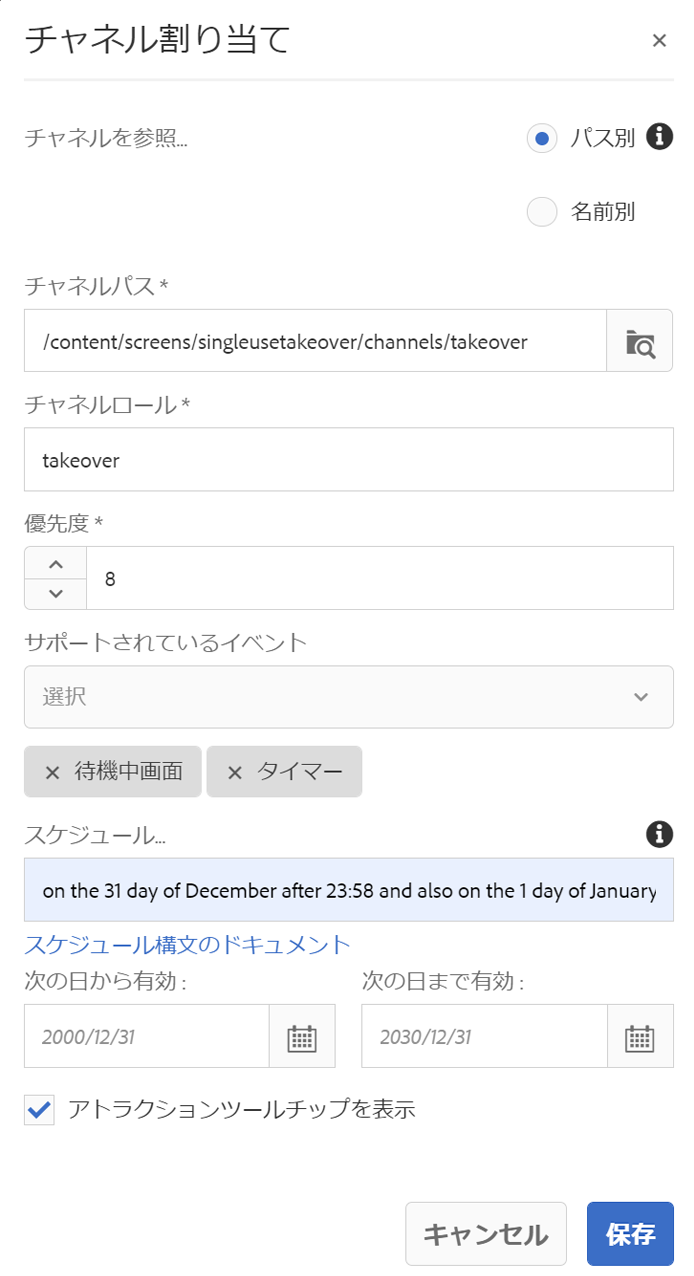 チャネル割り当て
チャネルを参照...
パス別
名前別
チャネルパス *
/content/screens/singleusetakeover/channels/takeover
チャネルロール *
takeover
優先度 *
8
サポートされているイベント
選択
× 待機中画面 × タイマー
スケジュール...
on the 31 day of December after 23:58 and also on the 1 day of January
スケジュール構文のドキュメント
次の日から有効 : 次の日まで有効 :
2000/12/31 2030/12/31
アトラクションツールチップを表示
キャンセル 保存